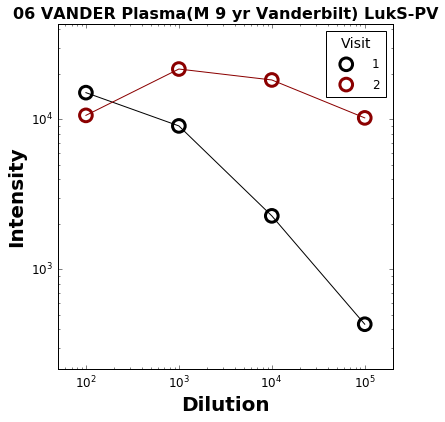 06 VANDER Plasma(M 9 yr Vanderbilt) LukS-PV
Visit
1
2
Intensity
10⁴
10³
10² 10³ 10⁴ 10⁵
Dilution